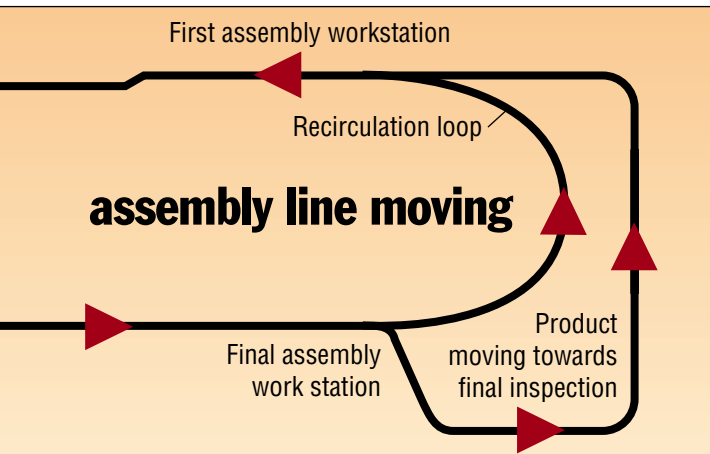 First assembly workstation
Recirculation loop
assembly line moving
Final assembly
work station
Product
moving towards
final inspection